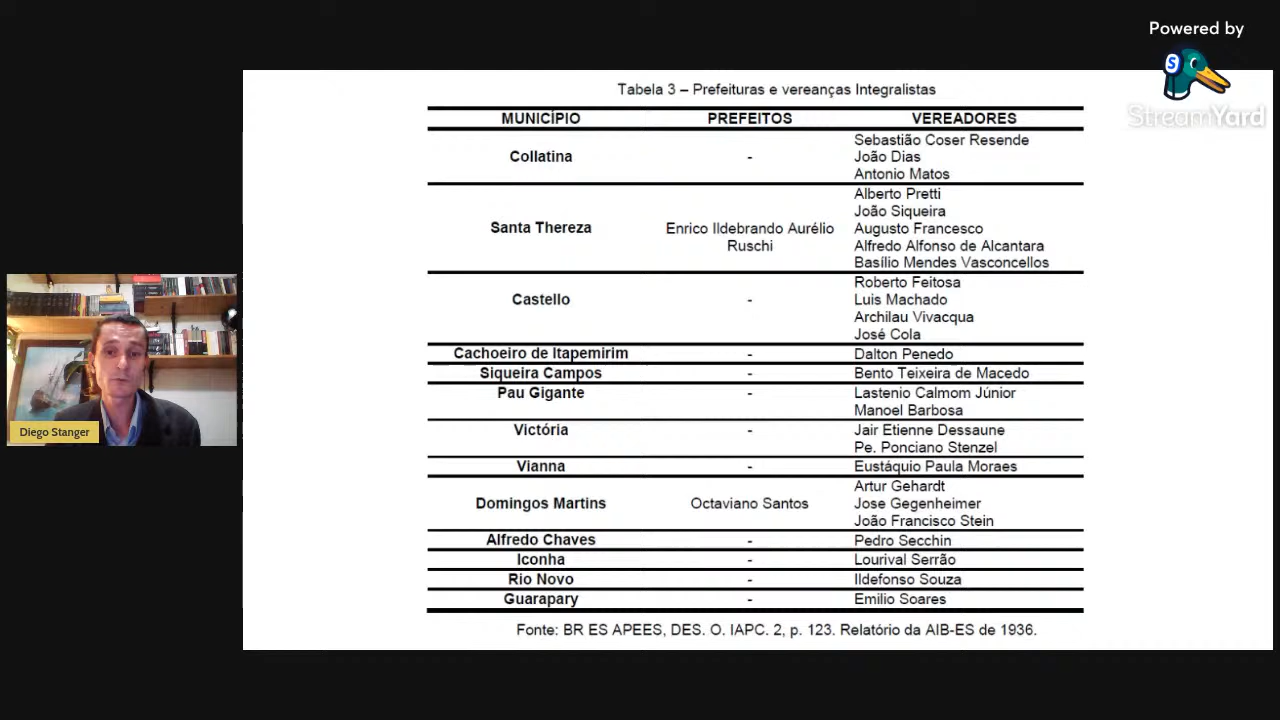 Powered by
StreamYard
Tabela 3 – Prefeituras e vereanças Integralistas
MUNICÍPIO PREFEITOS VEREADORES
Collatina - Sebastião Coser Resende
João Dias
Antonio Matos
Santa Thereza Enrico Ildebrando Aurélio Ruschi Alberto Pretti
João Siqueira
Augusto Francesco
Alfredo Alfonso de Alcantara
Basílio Mendes Vasconcellos
Castello - Roberto Feitosa
Luis Machado
Archilau Vivacqua
José Cola
Cachoeiro de Itapemirim - Dalton Penedo
Siqueira Campos - Bento Teixeira de Macedo
Pau Gigante - Lastenio Calmom Júnior
Manoel Barbosa
Victória - Jair Etienne Dessaune
Pe. Ponciano Stenzel
Vianna - Eustáquio Paula Moraes
Domingos Martins Octaviano Santos Artur Gehardt
Jose Gegenheimer
João Francisco Stein
Alfredo Chaves - Pedro Secchin
Iconha - Lourival Serrão
Rio Novo - Ildefonso Souza
Guarapary - Emilio Soares
Fonte: BR ES APEES, DES. O. IAPC. 2, p. 123. Relatório da AIB-ES de 1936.
Diego Stanger